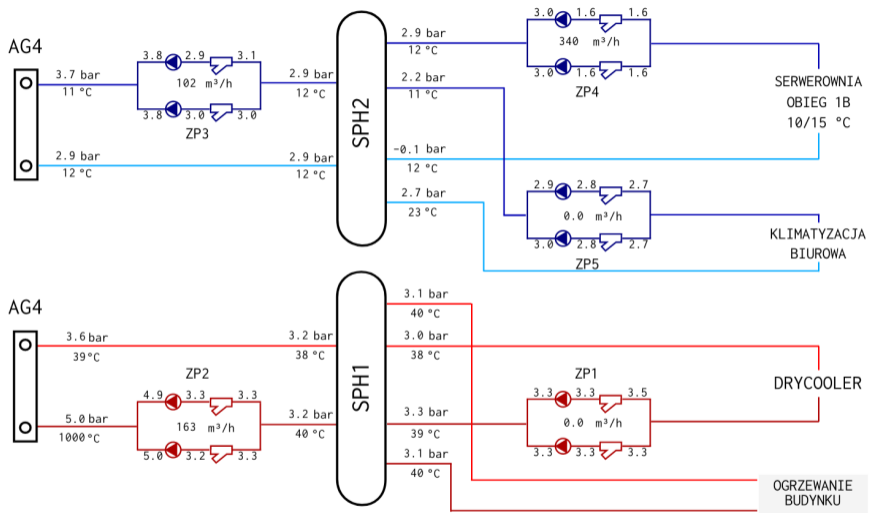 AG4
3.7 bar
11 °C
3.8 2.9 3.1
102 m³/h
3.8 3.0 3.0
ZP3
2.9 bar
12 °C
2.9 bar
12 °C
2.9 bar
12 °C
SPH2
2.9 bar
12 °C
2.2 bar
11 °C
-0.1 bar
12 °C
2.7 bar
23 °C
3.0 1.6 1.6
340 m³/h
3.0 1.6 1.6
ZP4
SERWEROWNIA
OBIEG 1B
10/15 °C
2.9 2.8 2.7
0.0 m³/h
3.0 2.8 2.7
ZP5
KLIMATYZACJA
BIUROWA
AG4
3.6 bar
39 °C
5.0 bar
1000 °C
ZP2
4.9 3.3 3.3
163 m³/h
5.0 3.2 3.3
3.2 bar
38 °C
3.2 bar
40 °C
SPH1
3.1 bar
40 °C
3.0 bar
38 °C
3.3 bar
39 °C
3.1 bar
40 °C
ZP1
3.3 3.3 3.5
0.0 m³/h
3.3 3.3 3.3
DRYCOOLER
OGRZEWANIE
BUDYNKU